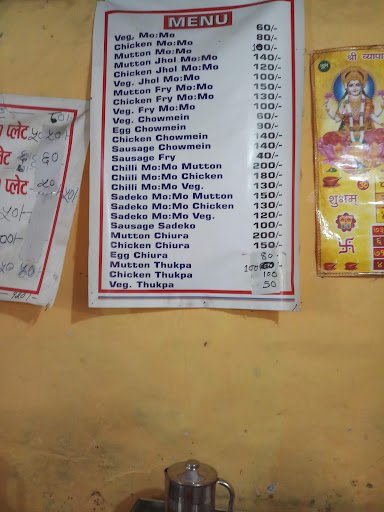 MENU
Veg, Mo:Mo 60/-
Chicken Mo:Mo 80/-
Mutton Mo:Mo 100/-
Mutton Jhol Mo:Mo 140/-
Chicken Jhol Mo:Mo 120/-
Veg. Jhol Mo:Mo 100/-
Mutton Fry Mo:Mo 150/-
Chicken Fry Mo:Mo 130/-
Veg. Fry Mo:Mo 100/-
Veg. Chowmein 60/-
Egg Chowmein 90/-
Chicken Chowmein 140/-
Sausage Chowmein 140/-
Sausage Fry 40/-
Chilli Mo:Mo Mutton 200/-
Chilli Mo:Mo Chicken 180/-
Chilli Mo:Mo Veg. 130/-
Sadeko Mo:Mo Mutton 150/-
Sadeko Mo:Mo Chicken 130/-
Sadeko Mo:Mo Veg. 120/-
Sausage Sadeko 100/-
Mutton Chiura 200/-
Chicken Chiura 150/-
Egg Chiura 80/-
Mutton Thukpa
Chicken Thukpa
Veg. Thukpa 50
प्लेट
प्लेट
प्लेट
श्री
शुभम्